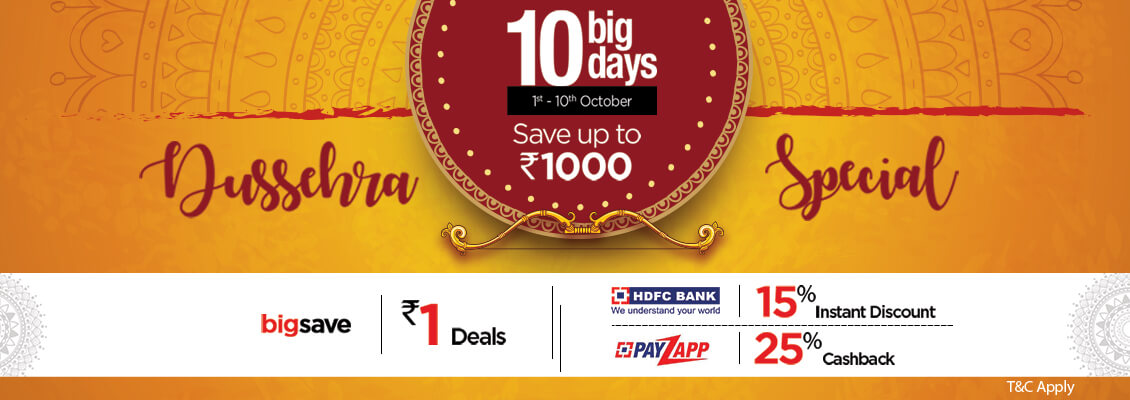 10 big days
1st - 10th October
Save up to
₹1000
Dussehra Special
bigsave
₹1 Deals
HDFC BANK
We understand your world
15% Instant Discount
PAYZAPP
25% Cashback
T&C Apply